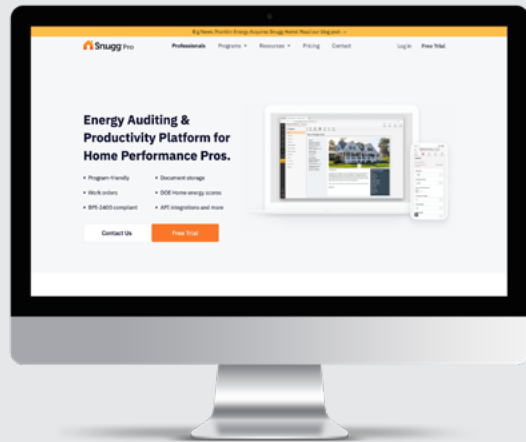 Big News: Franklin Energy Acquires Snugg Home! Read our blog post →
Snugg Pro
Professionals Programs Resources Pricing Contact Log in Free Trial
Energy Auditing &
Productivity Platform for
Home Performance Pros.
• Program-friendly
• Document storage
• Work orders
• DOE Home energy scores
• BPI-2400 compliant
• API integrations and more
Contact Us
Free Trial